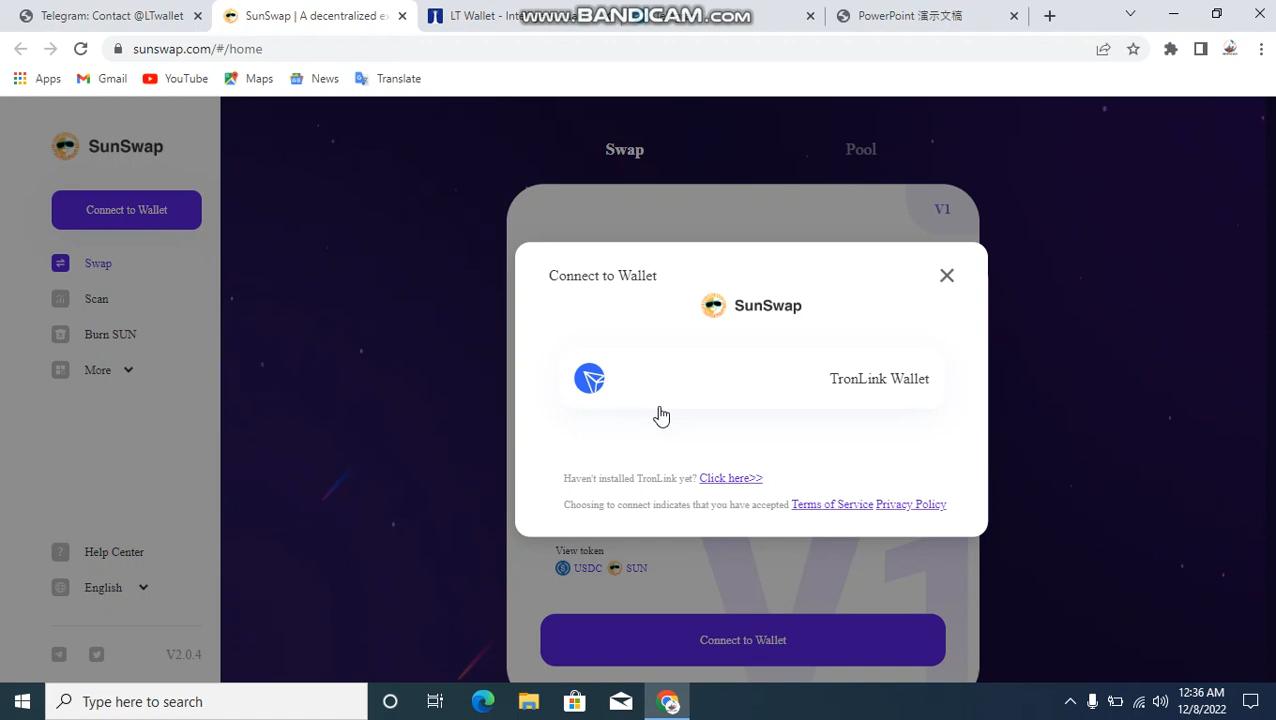 Telegram: Contact @LTwallet
SunSwap | A decentralized ex
LT Wallet - Int
www.BANDICAM.com
PowerPoint 演示文稿
sunswap.com/#/home
Apps
Gmail
YouTube
Maps
News
Translate
SunSwap
Swap
Pool
Connect to Wallet
V1
Swap
Scan
Burn SUN
More
Connect to Wallet
SunSwap
TronLink Wallet
Haven't installed TronLink yet? Click here>>
Choosing to connect indicates that you have accepted Terms of Service Privacy Policy
View token
USDC SUN
V1
Help Center
English
Connect to Wallet
V2.0.4
Type here to search
12:36 AM
12/8/2022